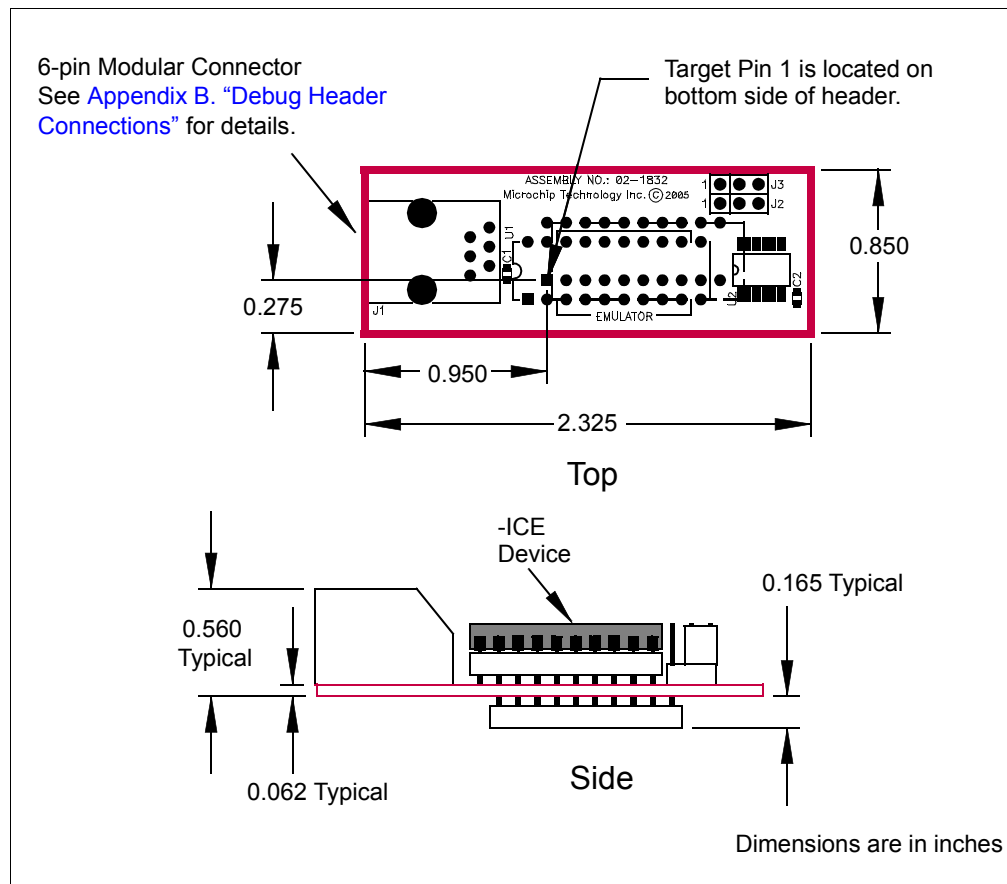 6-pin Modular Connector
See Appendix B. “Debug Header
Connections” for details.
Target Pin 1 is located on
bottom side of header.
ASSEMBLY NO.: 02-1832
Microchip Technology Inc. © 2005
1 J3
1 J2
U1
C1
U2
C2
J1
EMULATOR
0.850
0.275
0.950
2.325
Top
-ICE
Device
0.165 Typical
0.560
Typical
0.062 Typical
Side
Dimensions are in inches